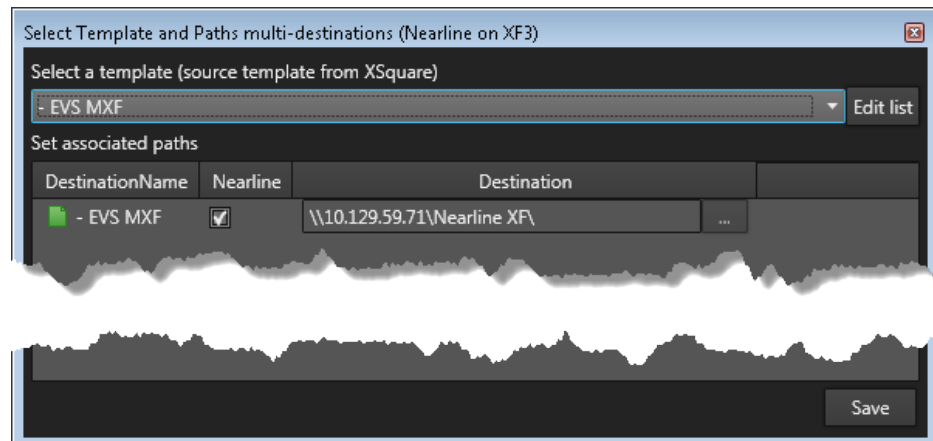 Select Template and Paths multi-destinations (Nearline on XF3)
Select a template (source template from XSquare)
- EVS MXF
Edit list
Set associated paths
DestinationName Nearline Destination
- EVS MXF \\10.129.59.71\Nearline XF\ ...
Save